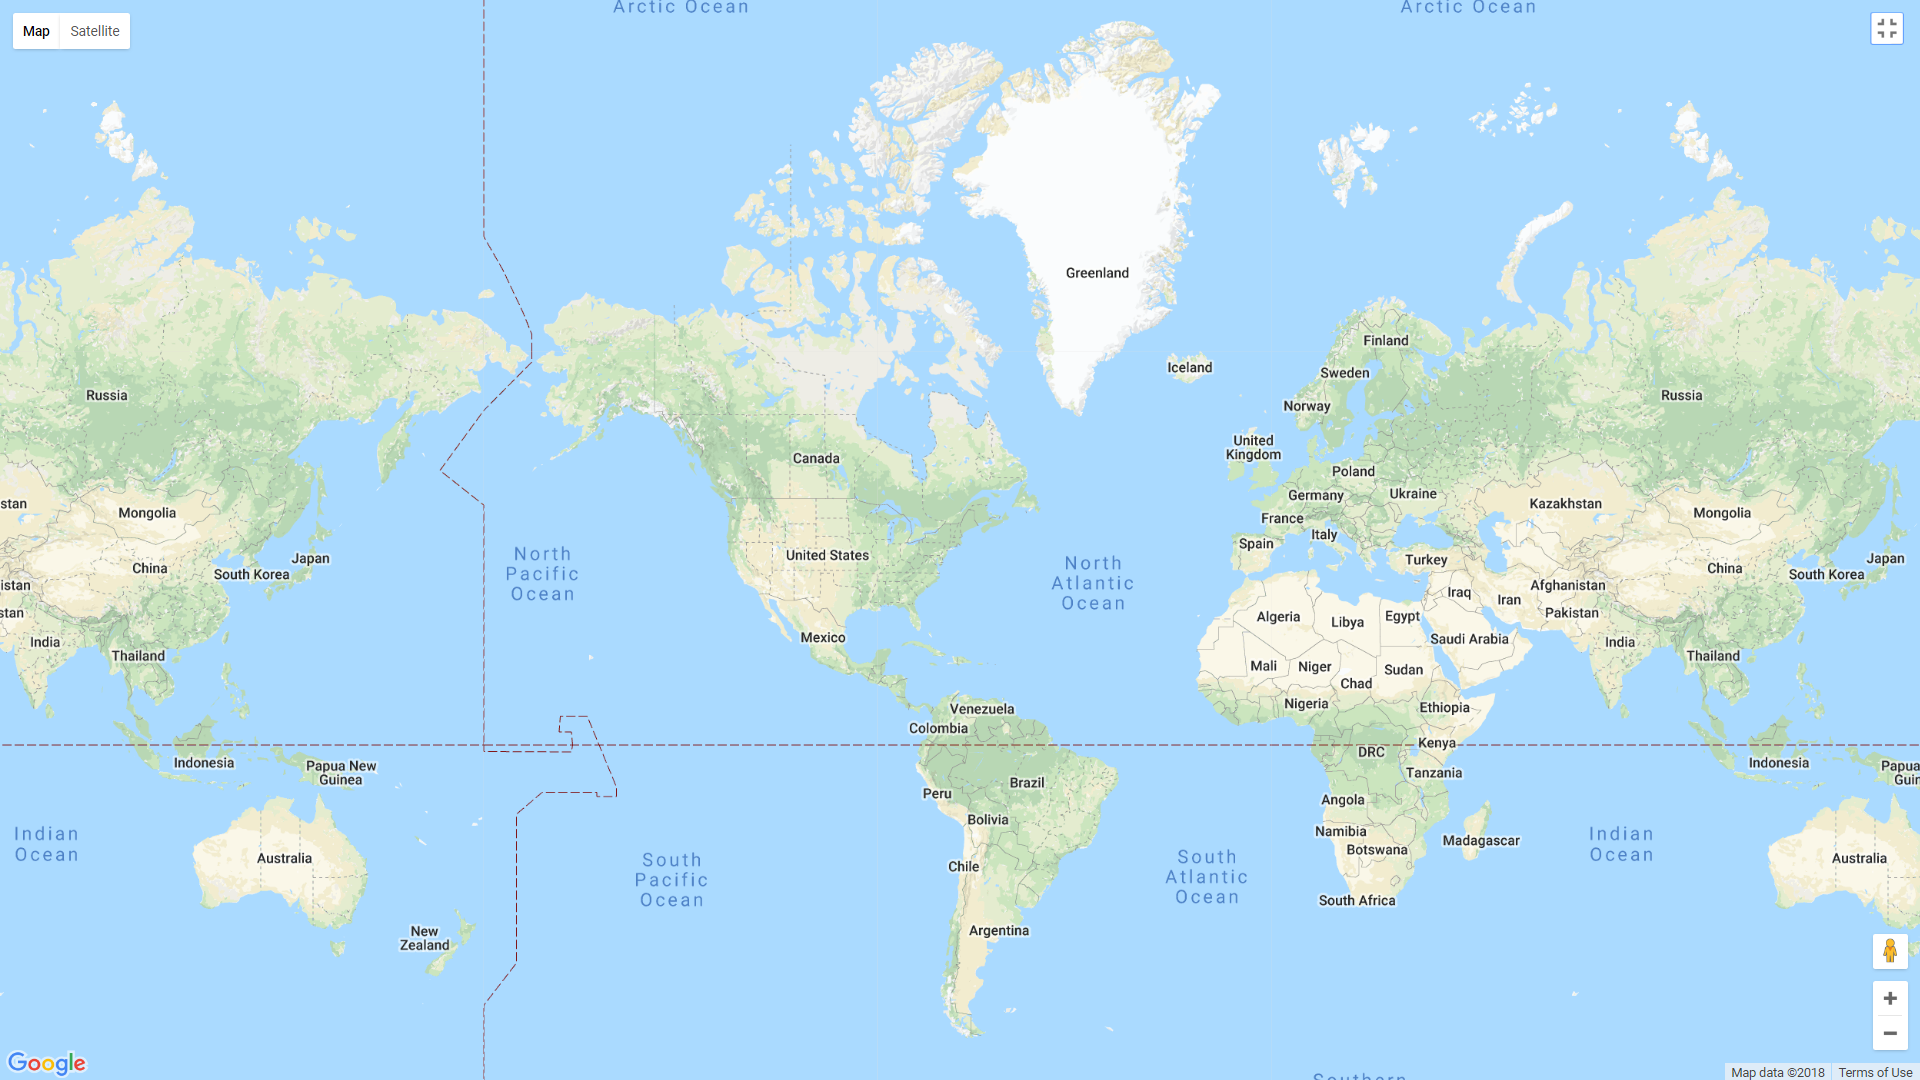 Arctic Ocean
Arctic Ocean
Map
Satellite
Greenland
Finland
Iceland
Sweden
Russia
Russia
Norway
United
Kingdom
Canada
Poland
Germany
Ukraine
stan
Kazakhstan
Mongolia
Mongolia
France
Italy
Spain
North
Pacific
Ocean
United States
North
Atlantic
Ocean
Turkey
Japan
Japan
China
China
South Korea
South Korea
istan
Afghanistan
Iraq
Iran
stan
Pakistan
Algeria
Libya
Egypt
Mexico
Saudi Arabia
India
India
Thailand
Thailand
Mali
Niger
Sudan
Chad
Nigeria
Ethiopia
Venezuela
Colombia
DRC
Kenya
Indonesia
Indonesia
Papua New
Guinea
Papua
Guin
Tanzania
Brazil
Peru
Angola
Bolivia
Namibia
Botswana
Madagascar
Indian
Ocean
Indian
Ocean
Australia
Australia
Chile
South
Pacific
Ocean
South
Atlantic
Ocean
South Africa
Argentina
New
Zealand
Google
Southern
Map data ©2018
Terms of Use